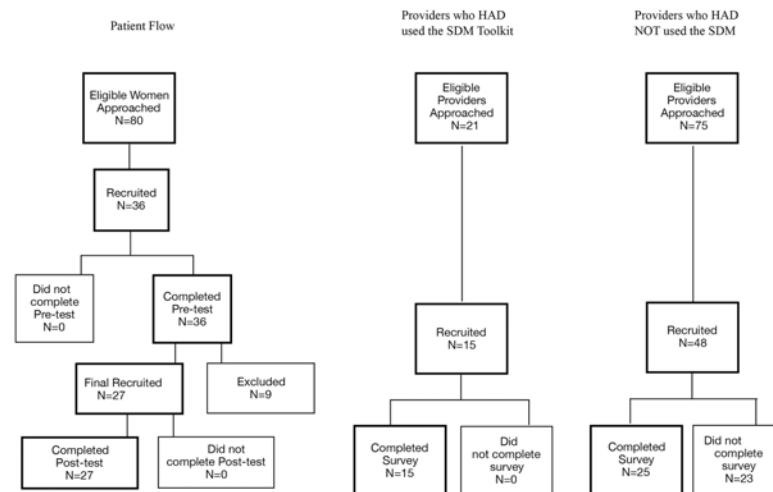 Patient Flow
Eligible Women
Approached
N=80
Recruited
N=36
Did not
complete
Pre-test
N=0
Completed
Pre-test
N=36
Final Recruited
N=27
Excluded
N=9
Completed
Post-test
N=27
Did not
complete Post-test
N=0
Providers who HAD
used the SDM Toolkit
Eligible
Providers
Approached
N=21
Recruited
N=15
Completed
Survey
N=15
Did
not complete
survey
N=0
Providers who HAD
NOT used the SDM
Eligible
Providers
Approached
N=75
Recruited
N=48
Completed
Survey
N=25
Did not
complete
survey
N=23